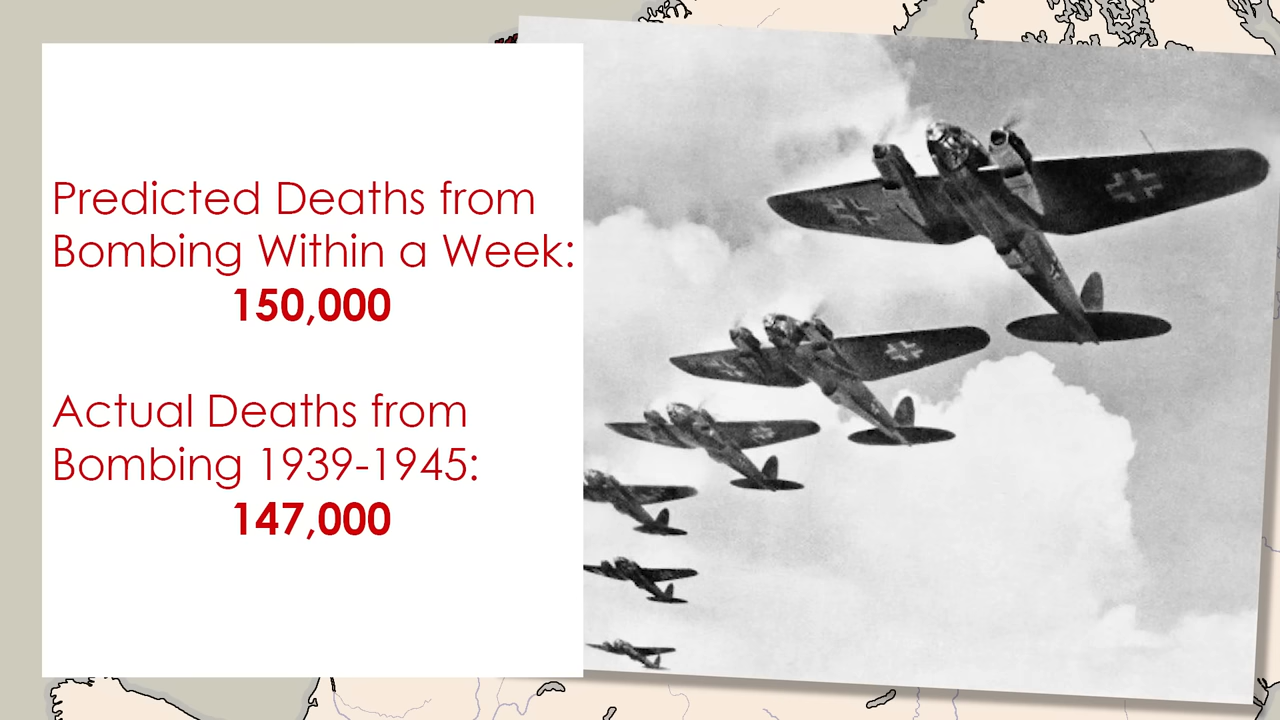 Predicted Deaths from
Bombing Within a Week:
150,000
Actual Deaths from
Bombing 1939-1945:
147,000